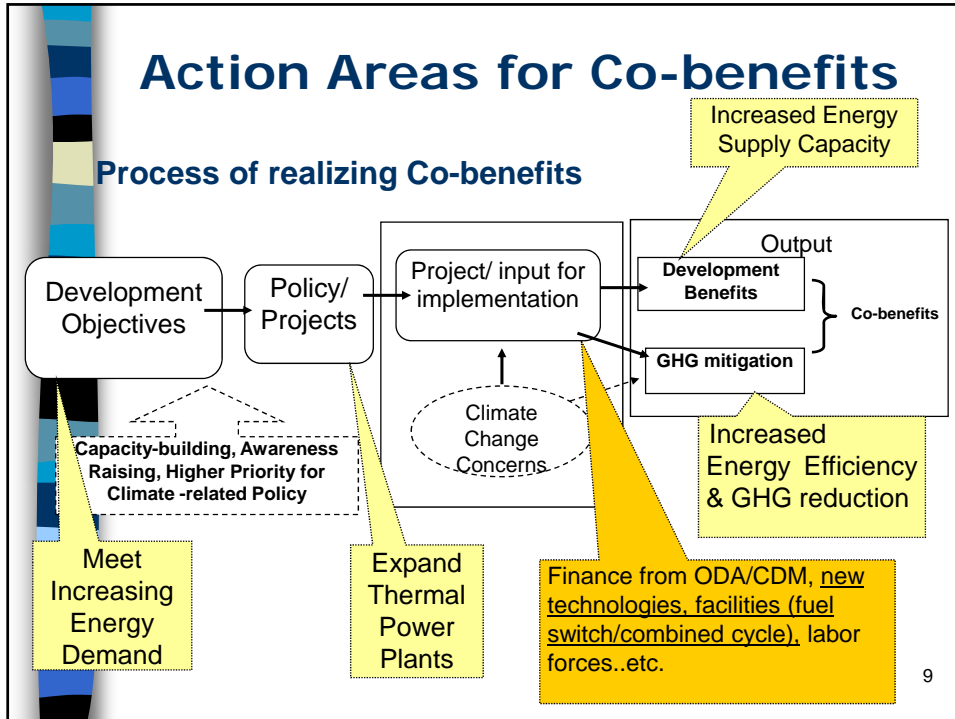 Action Areas for Co-benefits
Increased Energy
Supply Capacity
Process of realizing Co-benefits
Development
Objectives
Policy/
Projects
Project/ input for
implementation
Output
Development
Benefits
Co-benefits
GHG mitigation
Climate
Change
Concerns
Capacity-building, Awareness
Raising, Higher Priority for
Climate -related Policy
Increased
Energy Efficiency
& GHG reduction
Meet
Increasing
Energy
Demand
Expand
Thermal
Power
Plants
Finance from ODA/CDM, new
technologies, facilities (fuel
switch/combined cycle), labor
forces..etc.
9